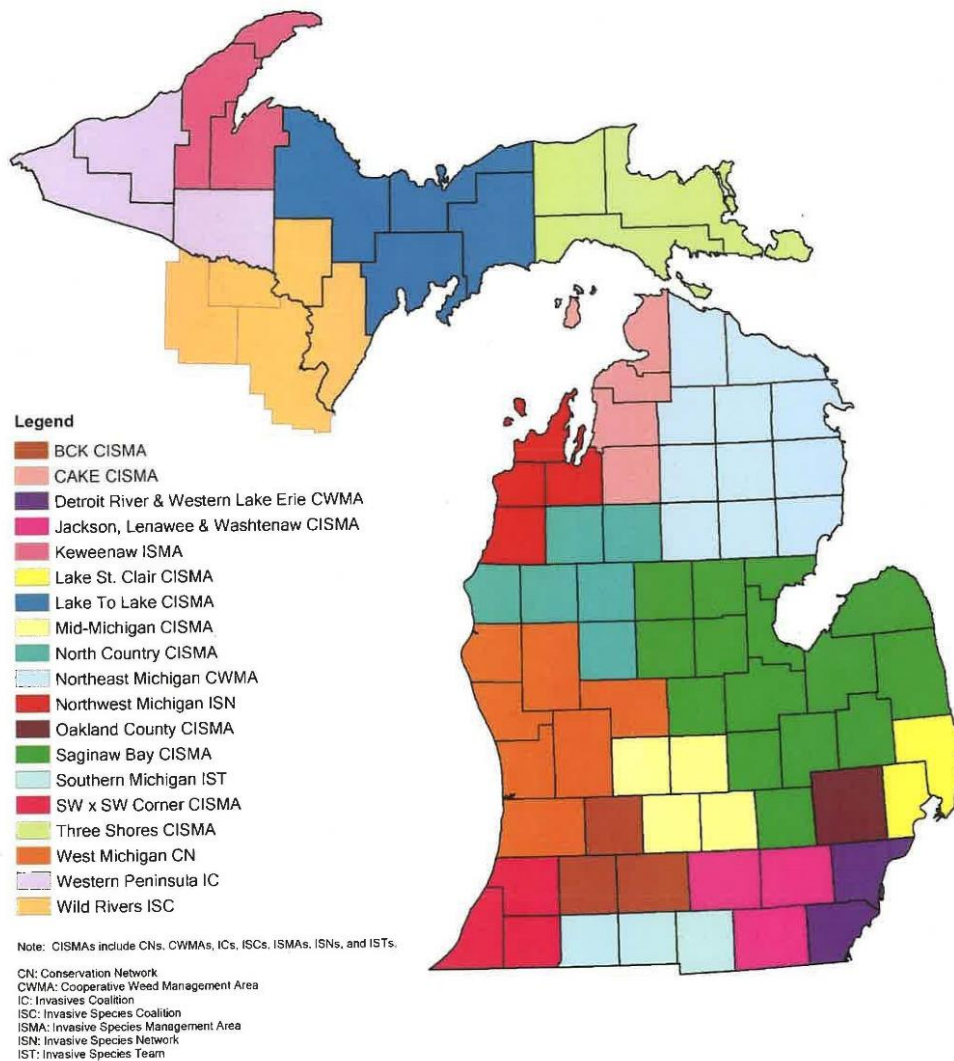 Legend
BCK CISMA
CAKE CISMA
Detroit River & Western Lake Erie CWMA
Jackson, Lenawee & Washtenaw CISMA
Keweenaw ISMA
Lake St. Clair CISMA
Lake To Lake CISMA
Mid-Michigan CISMA
North Country CISMA
Northeast Michigan CWMA
Northwest Michigan ISN
Oakland County CISMA
Saginaw Bay CISMA
Southern Michigan IST
SW x SW Corner CISMA
Three Shores CISMA
West Michigan CN
Western Peninsula IC
Wild Rivers ISC
Note: CISMAs include CNs, CWMAs, ICs, ISCs, ISMAs, ISNs, and ISTs.
CN: Conservation Network
CWMA: Cooperative Weed Management Area
IC: Invasives Coalition
ISC: Invasive Species Coalition
ISMA: Invasive Species Management Area
ISN: Invasive Species Network
IST: Invasive Species Team